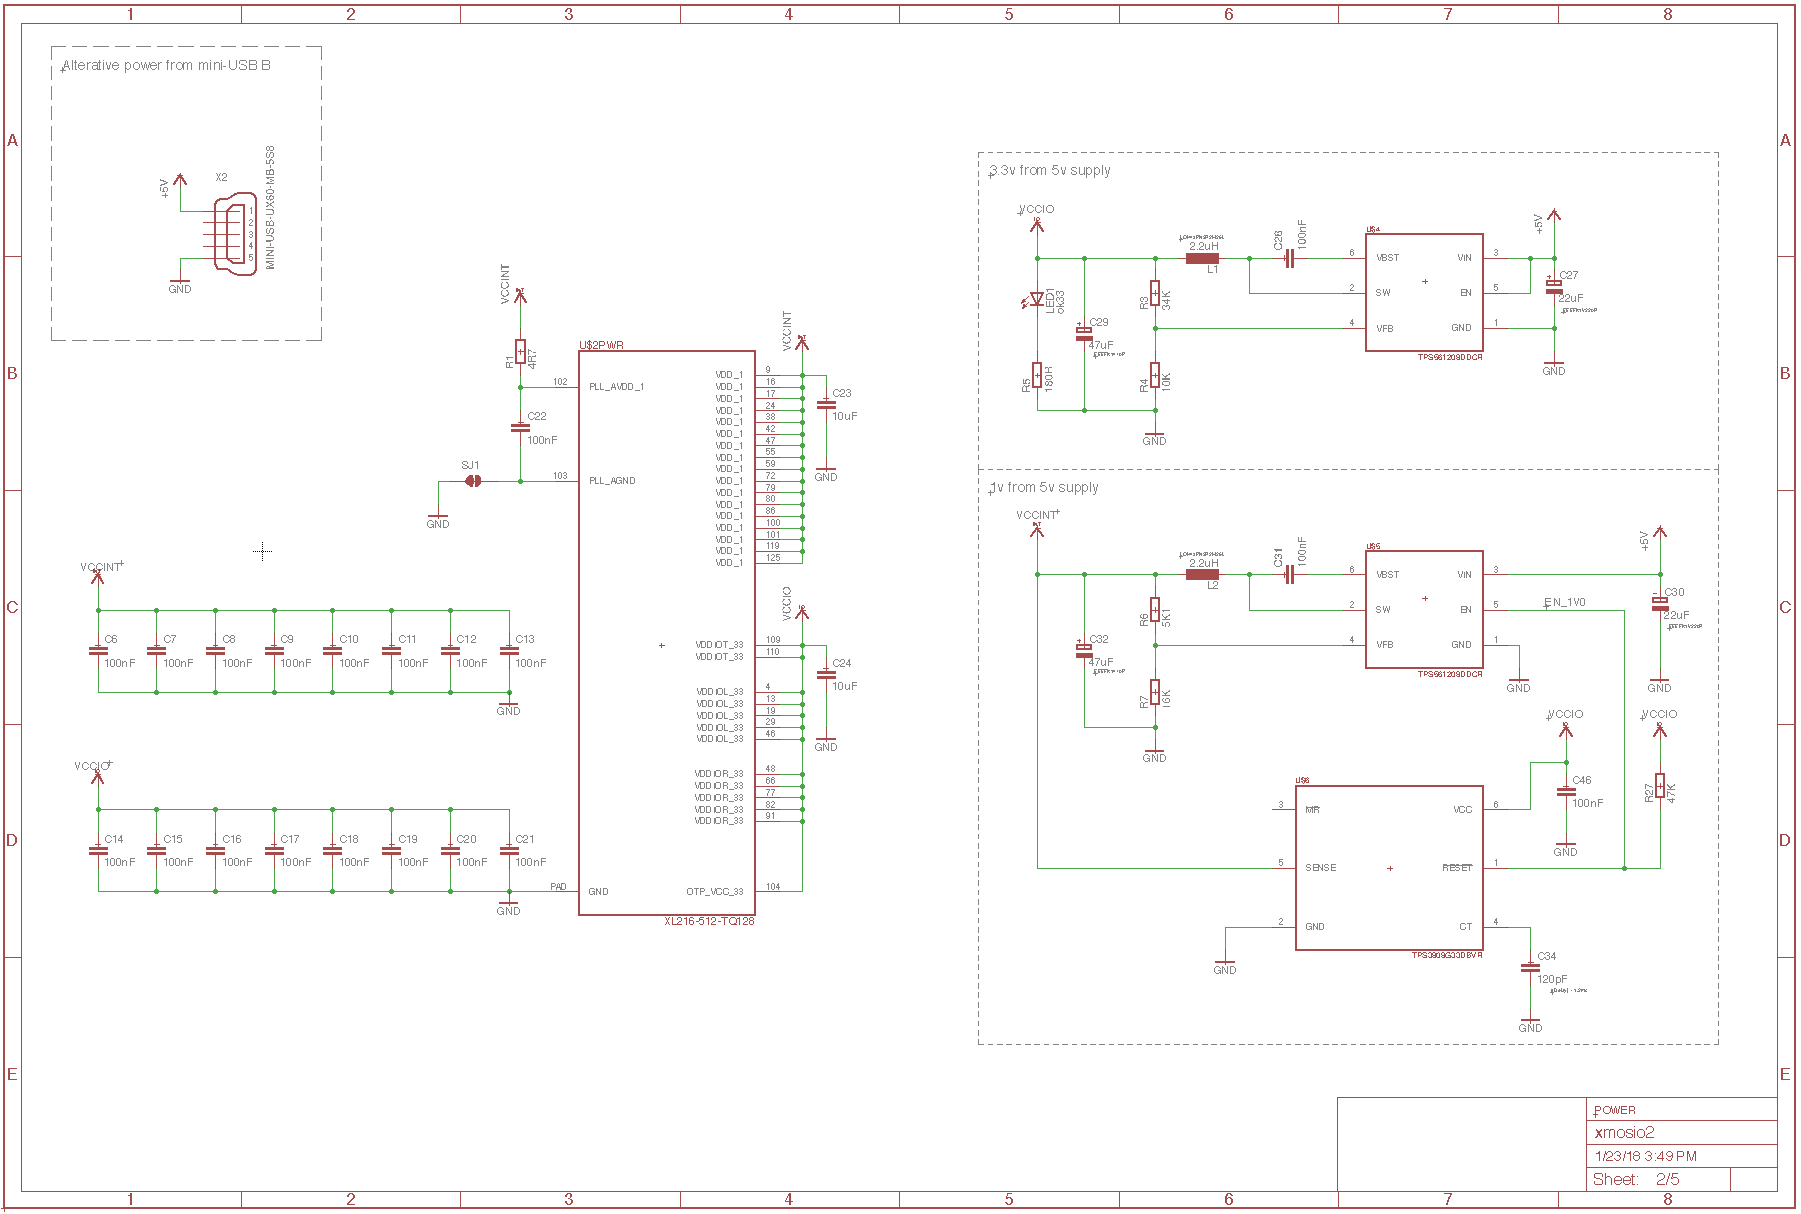 1 2 3 4 5 6 7 8
A
B
C
D
E
A
B
C
D
E
1 2 3 4 5 6 7 8
Alterative power from mini-USB B
+5V
X2
MINI-USB-UX60-MB-5S8
1
2
3
4
5
GND
VCCINT
R1
4R7
C22
100nF
SJ1
GND
102
103
U$2PWR
PLL_AVDD_1
PLL_AGND
VDD_1 9
VDD_1 16
VDD_1 17
VDD_1 24
VDD_1 38
VDD_1 42
VDD_1 47
VDD_1 55
VDD_1 59
VDD_1 72
VDD_1 79
VDD_1 80
VDD_1 86
VDD_1 100
VDD_1 101
VDD_1 119
VDD_1 125
VCCINT
C23
10uF
GND
VCCIO
VDDIOT_33 109
VDDIOT_33 110
C24
10uF
GND
VDDIOL_33 4
VDDIOL_33 13
VDDIOL_33 19
VDDIOL_33 29
VDDIOL_33 46
VDDIOR_33 48
VDDIOR_33 66
VDDIOR_33 77
VDDIOR_33 82
VDDIOR_33 91
PAD
GND
OTP_VCC_33 104
XL216-512-TQ128
VCCINT
C6 C7 C8 C9 C10 C11 C12 C13
100nF 100nF 100nF 100nF 100nF 100nF 100nF 100nF
GND
VCCIO
C14 C15 C16 C17 C18 C19 C20 C21
100nF 100nF 100nF 100nF 100nF 100nF 100nF 100nF
GND
3.3v from 5v supply
VCCIO
LED1
R5
180R
C29
47uF
R3
34K
R4
10K
GND
2.2uH
L1
C26
100nF
U$4
6 VBST
2 SW
4 VFB
VIN 3
EN 5
GND 1
TPS561208DDCR
+5V
C27
22uF
GND
1v from 5v supply
VCCINT
C32
47uF
R6
5K1
R7
16K
GND
2.2uH
L2
C31
100nF
U$5
6 VBST
2 SW
4 VFB
VIN 3
EN 5
GND 1
TPS561208DDCR
EN_1V0
GND
+5V
C30
22uF
GND
VCCIO
C46
100nF
GND
VCCIO
R27
47K
U$6
3 MR
5 SENSE
2 GND
VCC 6
RESET 1
CT 4
TPS3808G33DBVR
GND
C34
120pF
GND
POWER
xmosio2
1/23/18 3:49 PM
Sheet: 2/5